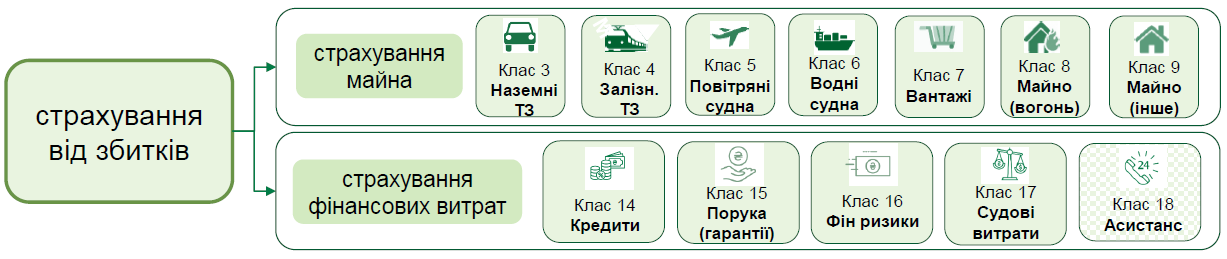 страхування
від збитків
страхування
майна
Клас 3
Наземні
ТЗ
Клас 4
Залізн.
ТЗ
Клас 5
Повітряні
судна
Клас 6
Водні
судна
Клас 7
Вантажі
Клас 8
Майно
(вогонь)
Клас 9
Майно
(інше)
страхування
фінансових витрат
Клас 14
Кредити
Клас 15
Порука
(гарантії)
Клас 16
Фін ризики
Клас 17
Судові
витрати
24
Клас 18
Асистанс